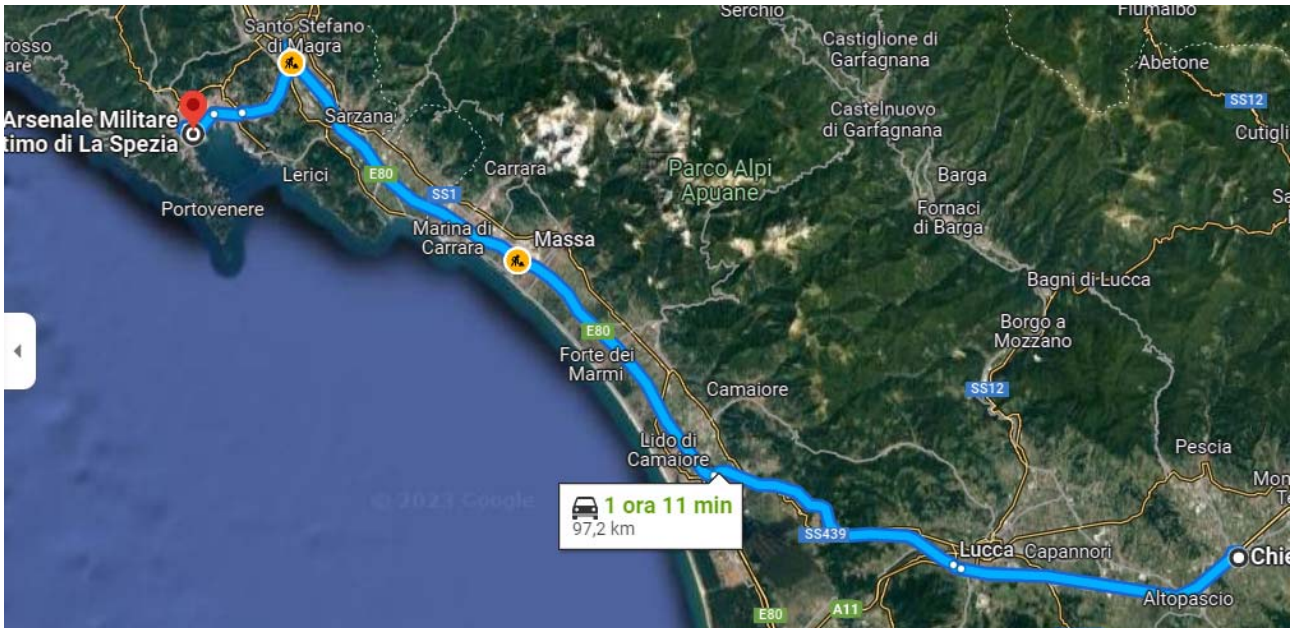 Serchio
Fiumalbo
Santo Stefano
di Magra
Castiglione di
Garfagnana
Abetone
rosso
are
SS12
Arsenale Militare
timo di La Spezia
Sarzana
Castelnuovo
di Garfagnana
Cutigli
Lerici
E80
SS1
Carrara
Parco Alpi
Apuane
Barga
Portovenere
Fornaci
di Barga
Marina di
Carrara
Massa
Bagni di Lucca
E80
Borgo a
Mozzano
Forte dei
Marmi
Camaiore
SS12
Lido di
Camaiore
Pescia
© 2023 Google
1 ora 11 min
97,2 km
SS439
Lucca
Capannori
Chie
Altopascio
E80
A11